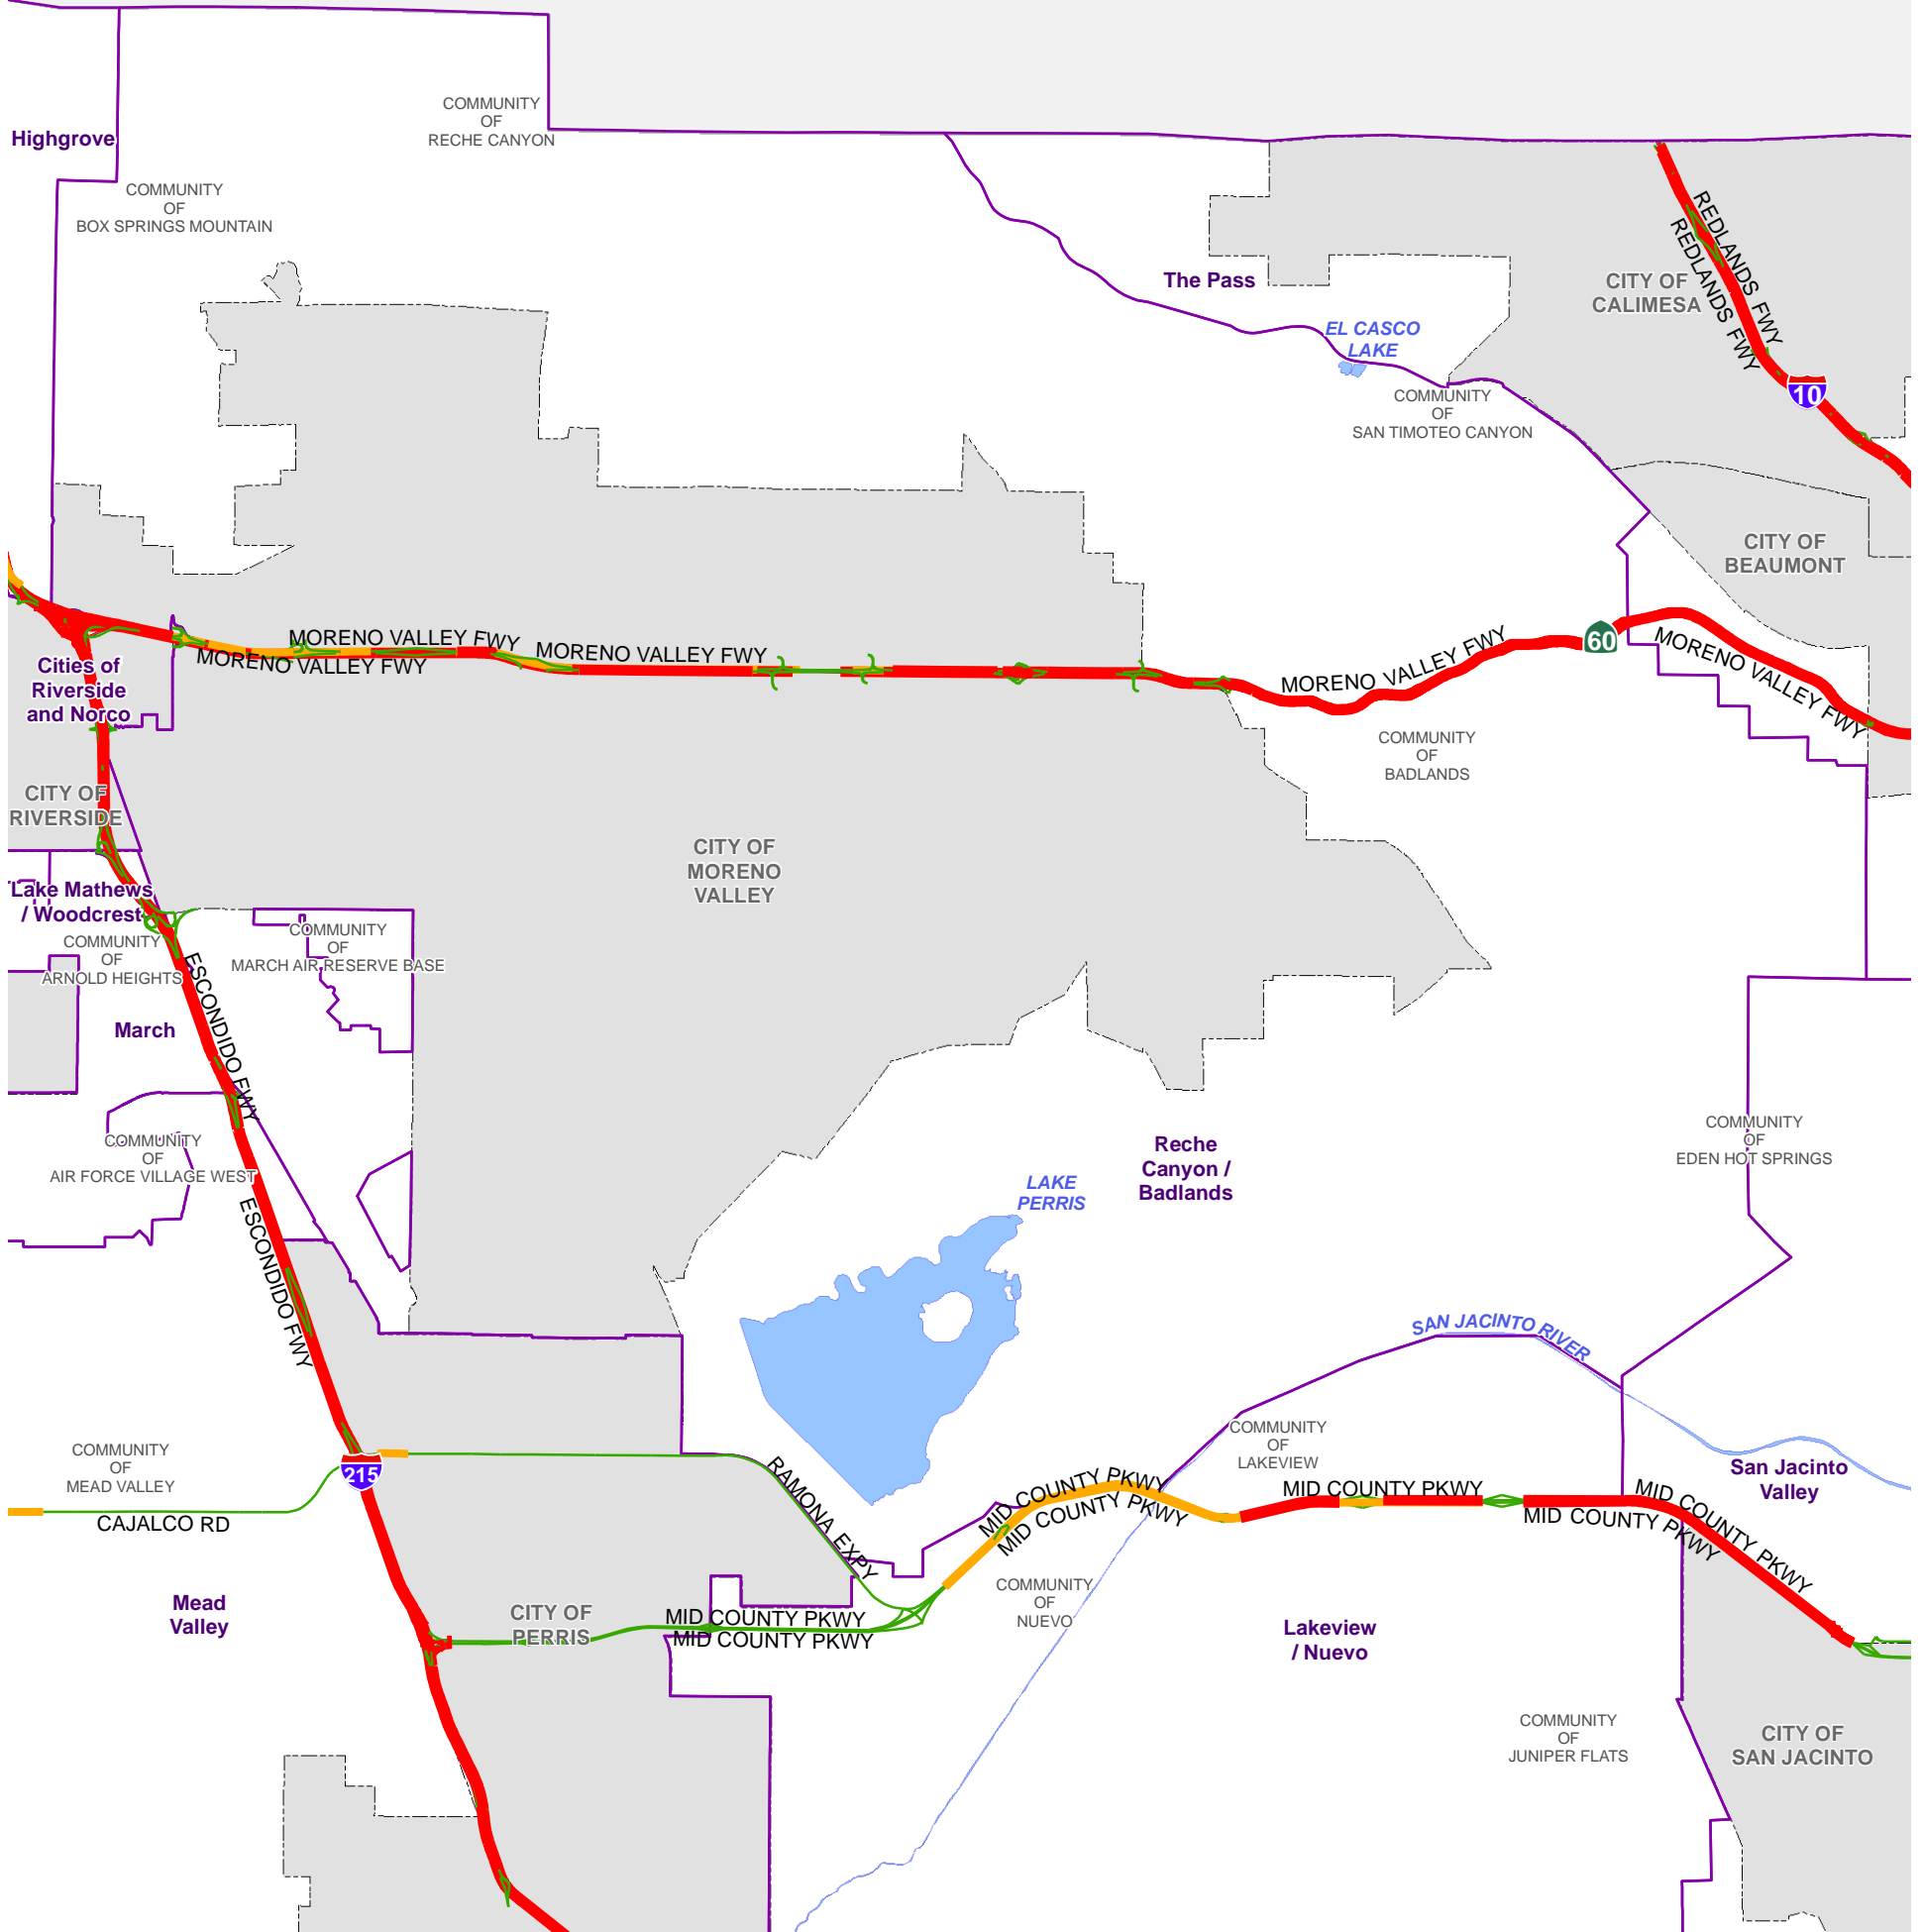 COMMUNITY
OF
RECHE CANYON
Highgrove
COMMUNITY
OF
BOX SPRINGS MOUNTAIN
The Pass
REDLANDS FWY
REDLANDS FWY
CITY OF
CALIMESA
EL CASCO
LAKE
10
COMMUNITY
OF
SAN TIMOTEO CANYON
CITY OF
BEAUMONT
MORENO VALLEY FWY
MORENO VALLEY FWY
MORENO VALLEY FWY
MORENO VALLEY FWY
60
MORENO VALLEY FWY
Cities of
Riverside
and Norco
COMMUNITY
OF
BADLANDS
CITY OF
RIVERSIDE
CITY OF
MORENO
VALLEY
Lake Mathews
/ Woodcrest
COMMUNITY
OF
ARNOLD HEIGHTS
COMMUNITY
OF
MARCH AIR RESERVE BASE
ESCONDIDO FWY
March
COMMUNITY
OF
AIR FORCE VILLAGE WEST
COMMUNITY
OF
EDEN HOT SPRINGS
Reche
Canyon /
Badlands
LAKE
PERRIS
ESCONDIDO FWY
SAN JACINTO RIVER
COMMUNITY
OF
MEAD VALLEY
215
COMMUNITY
OF
LAKEVIEW
San Jacinto
Valley
CAJALCO RD
RAMONA EXPY
MID COUNTY PKWY
MID COUNTY PKWY
MID COUNTY PKWY
MID COUNTY PKWY
MID COUNTY PKWY
COMMUNITY
OF
NUEVO
Mead
Valley
CITY OF
PERRIS
MID COUNTY PKWY
MID COUNTY PKWY
Lakeview
/ Nuevo
COMMUNITY
OF
JUNIPER FLATS
CITY OF
SAN JACINTO